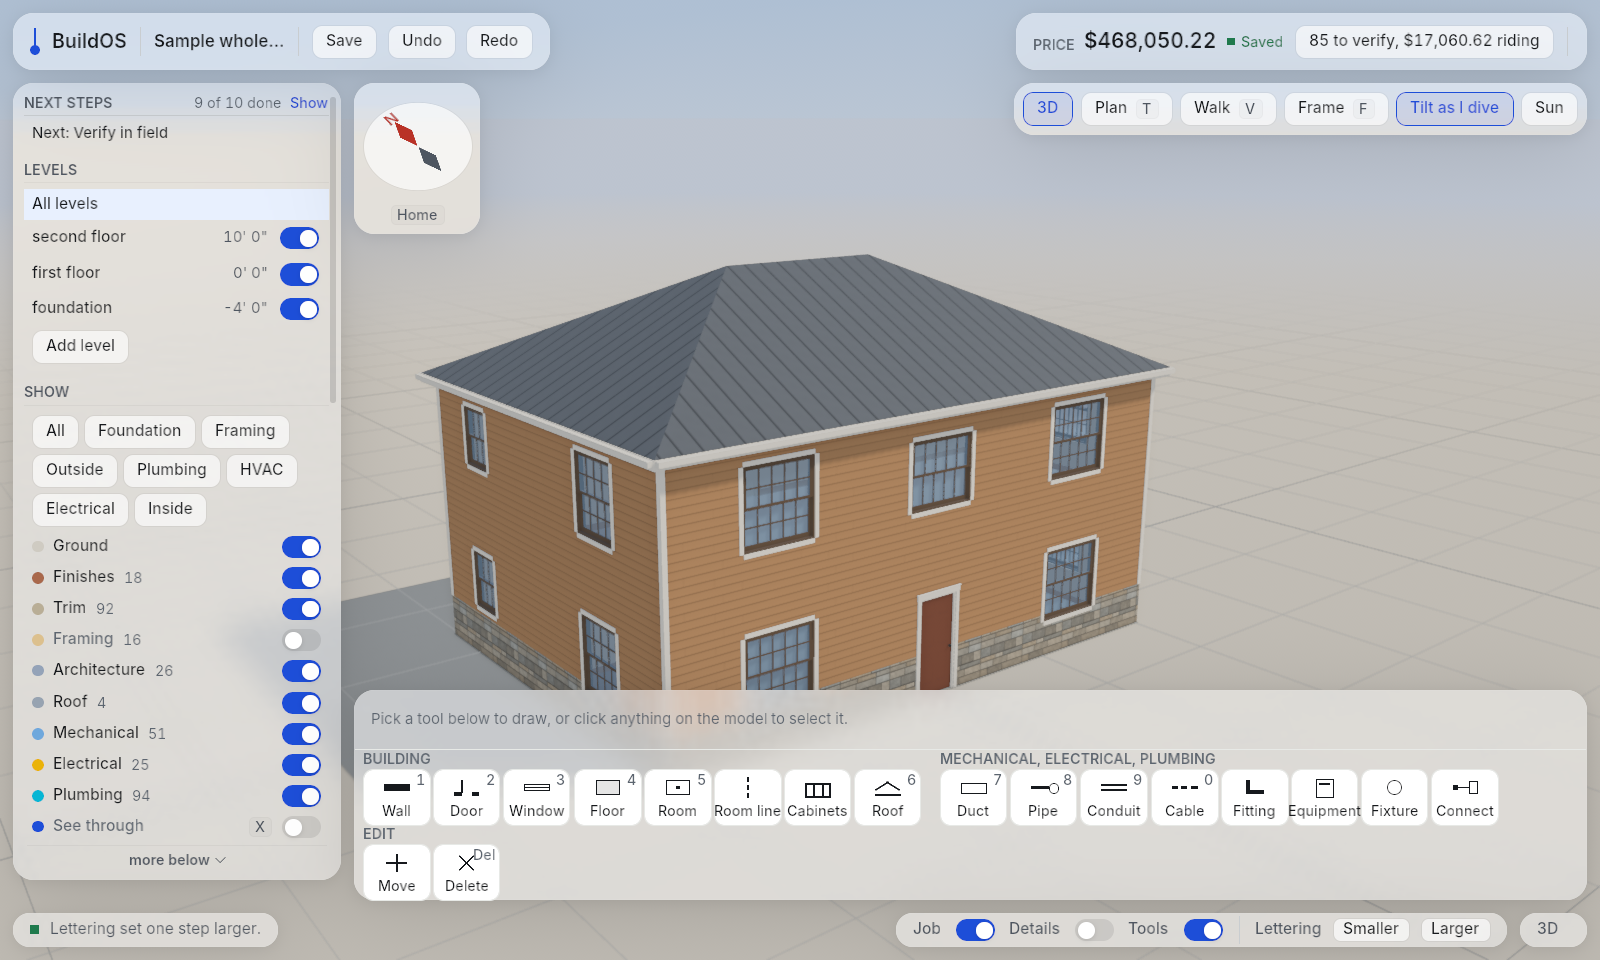 BuildOS
Sample whole...
Save
Undo
Redo
PRICE $468,050.22
Saved
85 to verify, $17,060.62 riding
3D
Plan T
Walk V
Frame F
Tilt as I dive
Sun
NEXT STEPS 9 of 10 done Show
Next: Verify in field
LEVELS
All levels
second floor 10' 0"
first floor 0' 0"
foundation -4' 0"
Add level
SHOW
All Foundation Framing
Outside Plumbing HVAC
Electrical Inside
Ground
Finishes 18
Trim 92
Framing 16
Architecture 26
Roof 4
Mechanical 51
Electrical 25
Plumbing 94
See through X
more below
N
Home
Pick a tool below to draw, or click anything on the model to select it.
BUILDING
Wall 1
Door 2
Window 3
Floor 4
Room 5
Room line
Cabinets
Roof 6
MECHANICAL, ELECTRICAL, PLUMBING
Duct 7
Pipe 8
Conduit 9
Cable 0
Fitting
Equipment
Fixture
Connect
EDIT
Move
Delete Del
Lettering set one step larger.
Job
Details
Tools
Lettering
Smaller
Larger
3D